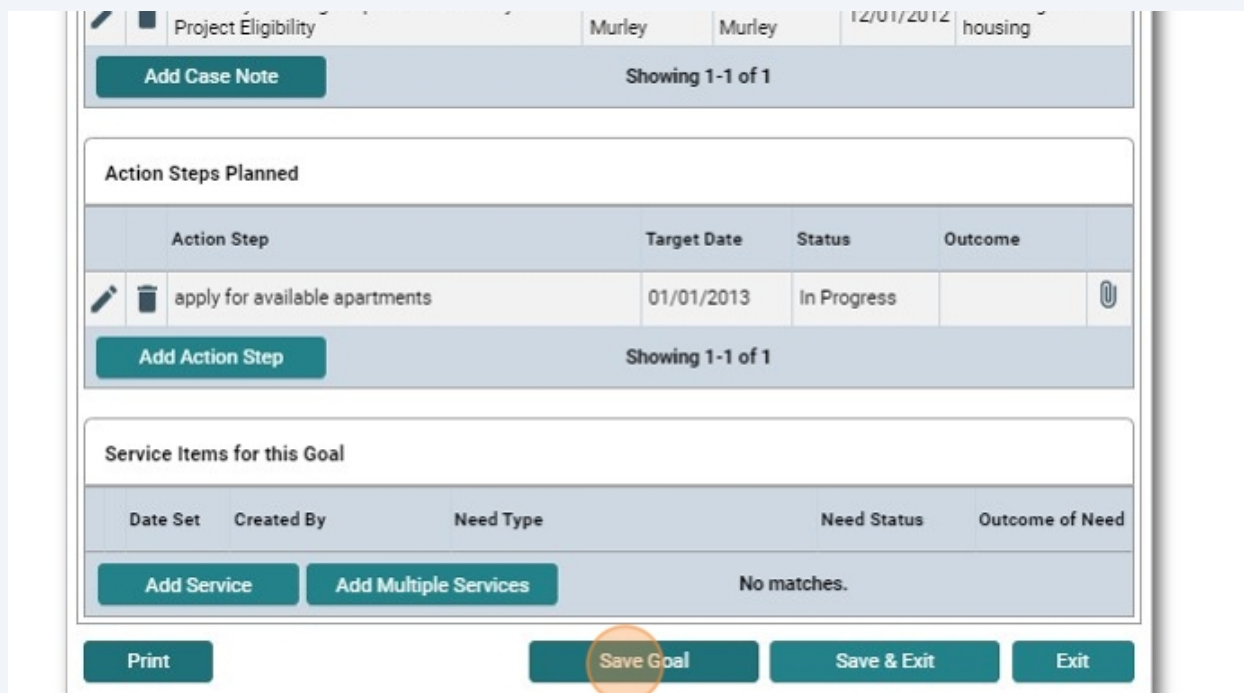 Project Eligibility Murley Murley 12/01/2012 housing
Add Case Note Showing 1-1 of 1
Action Steps Planned
Action Step Target Date Status Outcome
apply for available apartments 01/01/2013 In Progress
Add Action Step Showing 1-1 of 1
Service Items for this Goal
Date Set Created By Need Type Need Status Outcome of Need
Add Service Add Multiple Services No matches.
Print Save Goal Save & Exit Exit